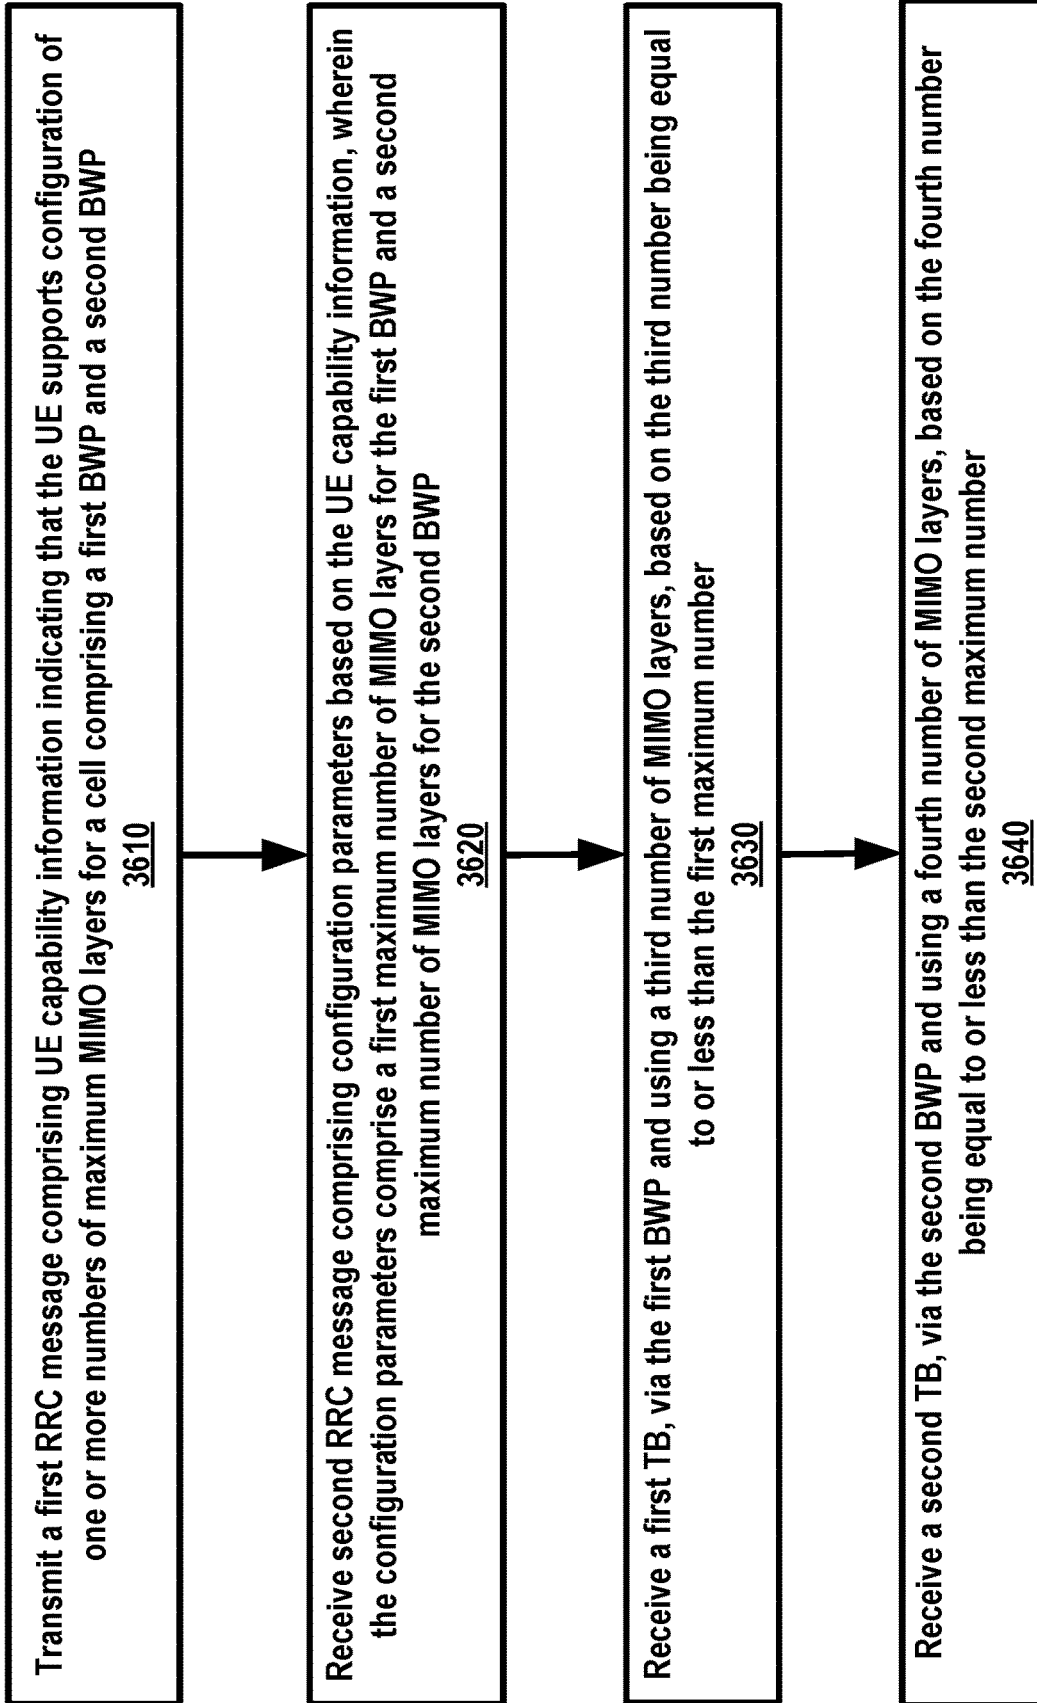 Transmit a first RRC message comprising UE capability information indicating that the UE supports configuration of
one or more numbers of maximum MIMO layers for a cell comprising a first BWP and a second BWP
3610
Receive second RRC message comprising configuration parameters based on the UE capability information, wherein
the configuration parameters comprise a first maximum number of MIMO layers for the first BWP and a second
maximum number of MIMO layers for the second BWP
3620
Receive a first TB, via the first BWP and using a third number of MIMO layers, based on the third number being equal
to or less than the first maximum number
3630
Receive a second TB, via the second BWP and using a fourth number of MIMO layers, based on the fourth number
being equal to or less than the second maximum number
3640